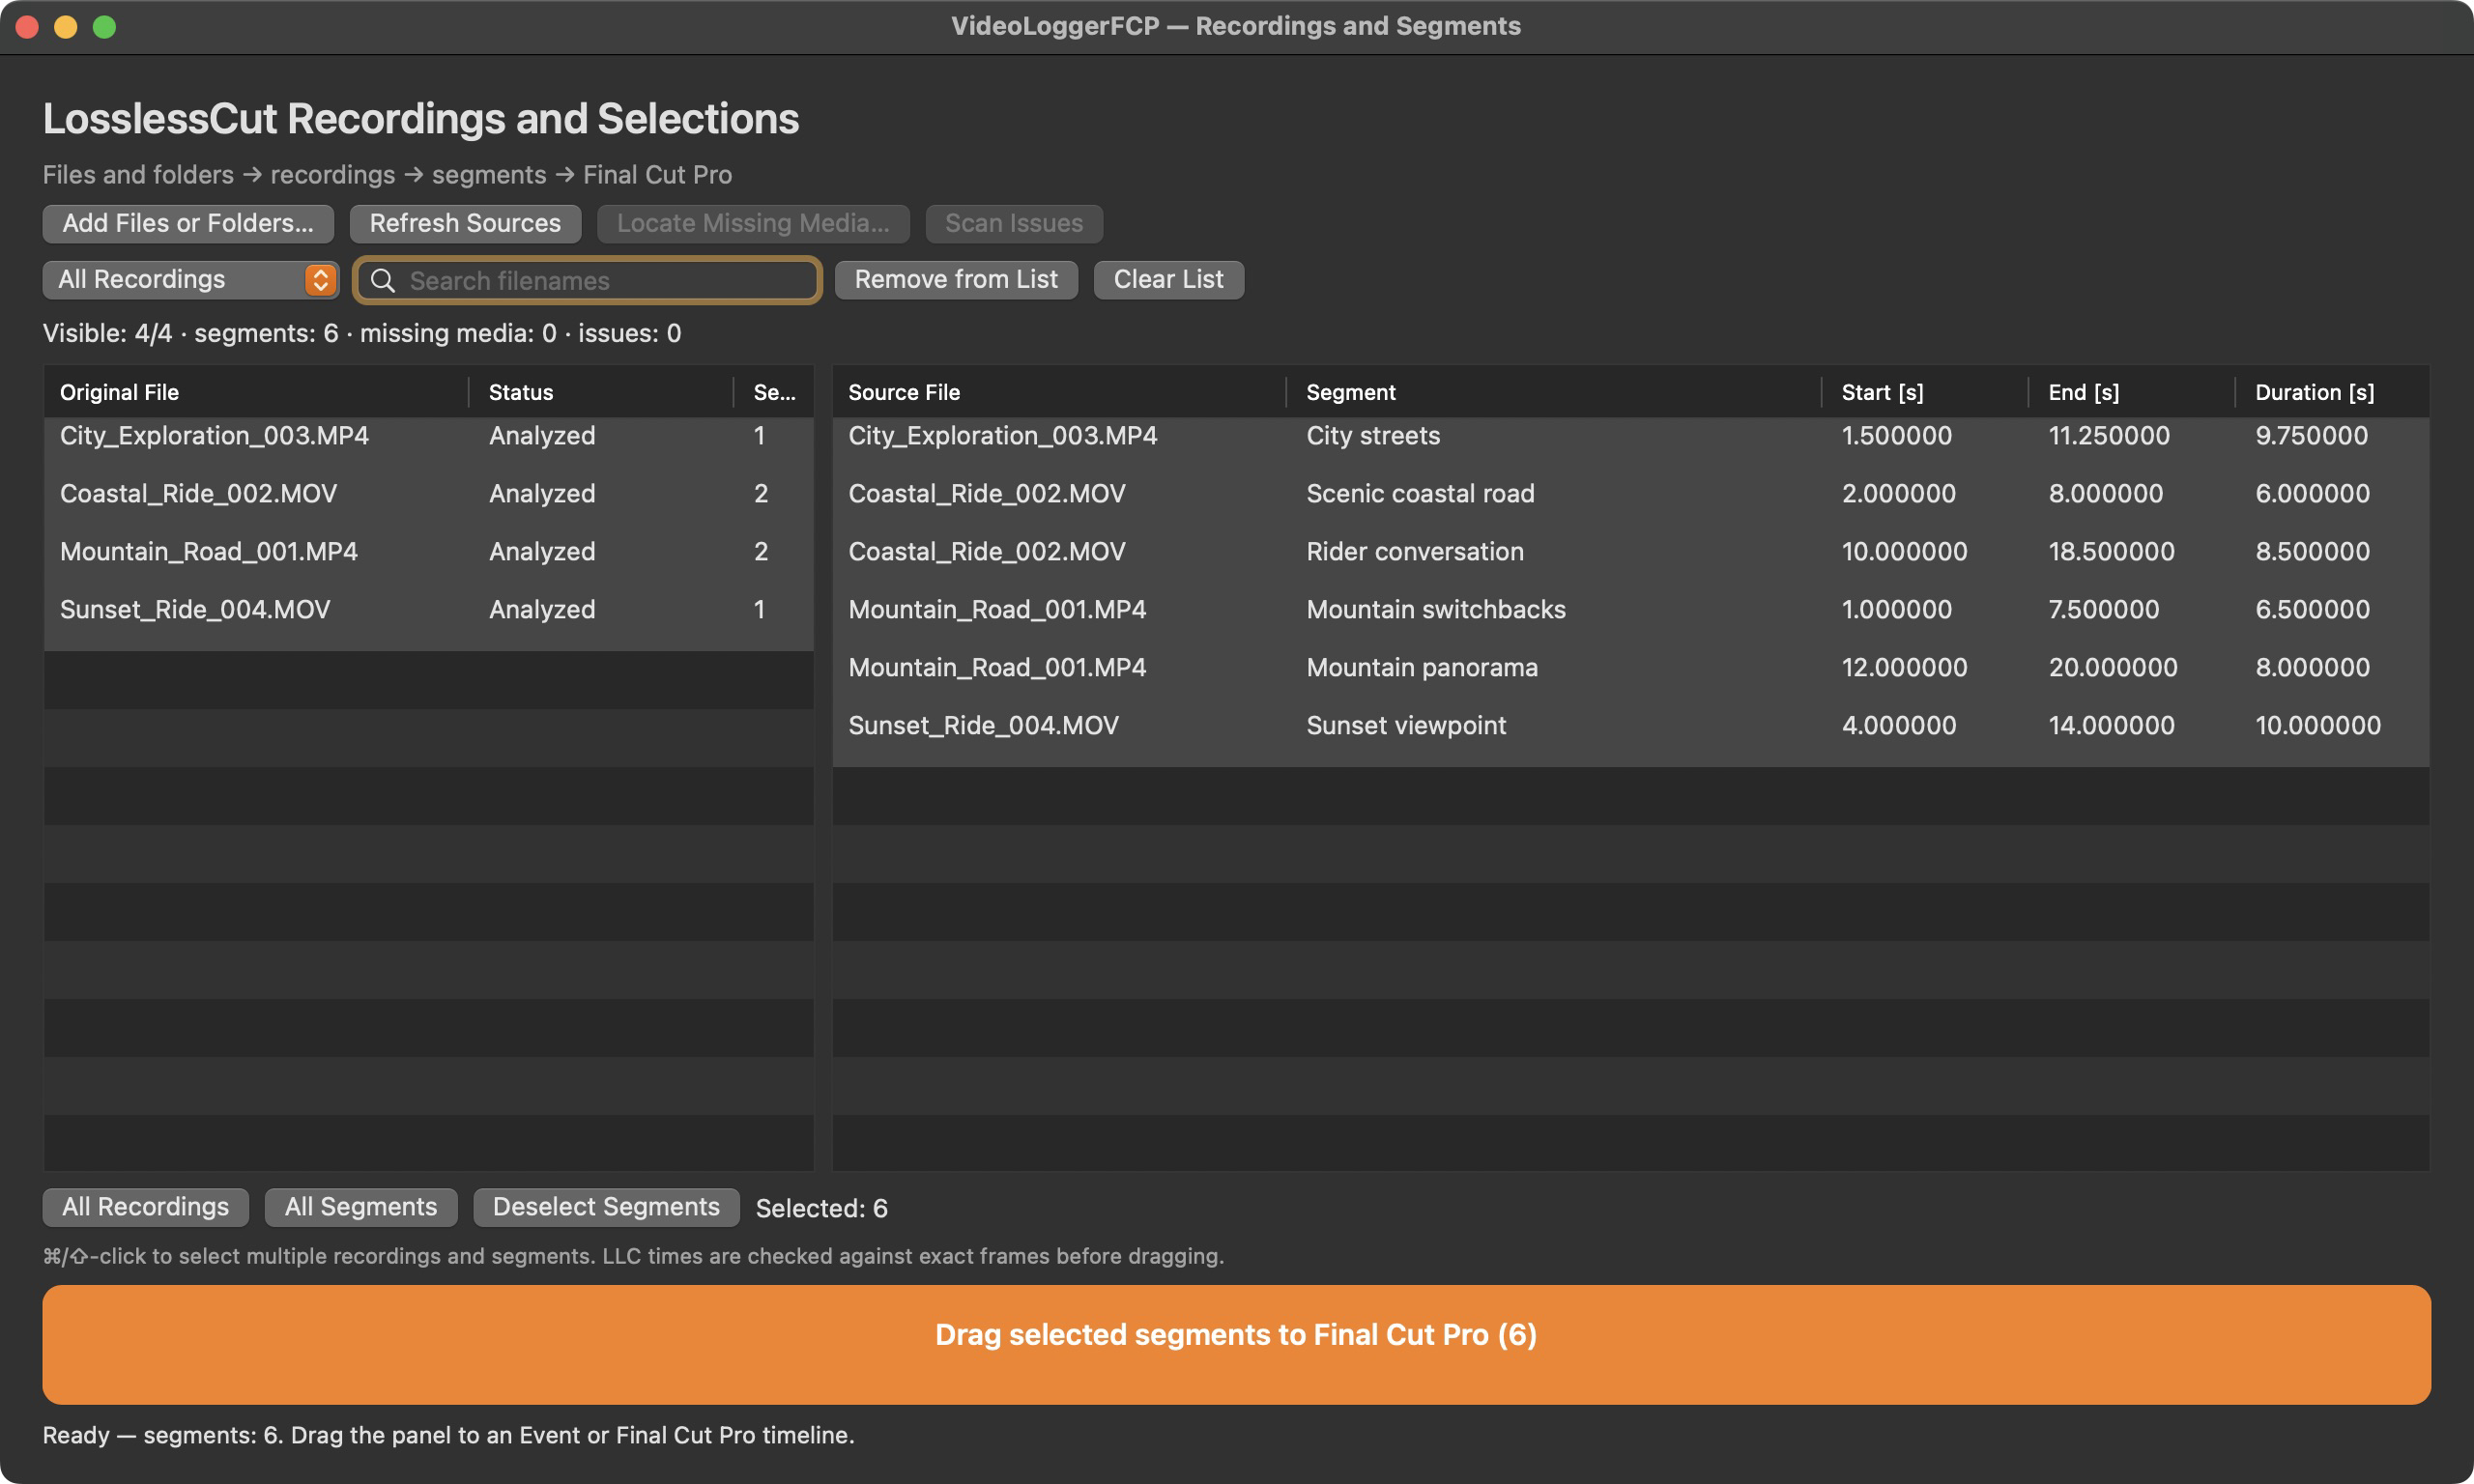 VideoLoggerFCP — Recordings and Segments
LosslessCut Recordings and Selections
Files and folders → recordings → segments → Final Cut Pro
Add Files or Folders... Refresh Sources Locate Missing Media... Scan Issues
All Recordings Search filenames Remove from List Clear List
Visible: 4/4 · segments: 6 · missing media: 0 · issues: 0
Original File Status Se...
City_Exploration_003.MP4 Analyzed 1
Coastal_Ride_002.MOV Analyzed 2
Mountain_Road_001.MP4 Analyzed 2
Sunset_Ride_004.MOV Analyzed 1
Source File Segment Start [s] End [s] Duration [s]
City_Exploration_003.MP4 City streets 1.500000 11.250000 9.750000
Coastal_Ride_002.MOV Scenic coastal road 2.000000 8.000000 6.000000
Coastal_Ride_002.MOV Rider conversation 10.000000 18.500000 8.500000
Mountain_Road_001.MP4 Mountain switchbacks 1.000000 7.500000 6.500000
Mountain_Road_001.MP4 Mountain panorama 12.000000 20.000000 8.000000
Sunset_Ride_004.MOV Sunset viewpoint 4.000000 14.000000 10.000000
All Recordings All Segments Deselect Segments Selected: 6
⌘/⇧-click to select multiple recordings and segments. LLC times are checked against exact frames before dragging.
Drag selected segments to Final Cut Pro (6)
Ready — segments: 6. Drag the panel to an Event or Final Cut Pro timeline.